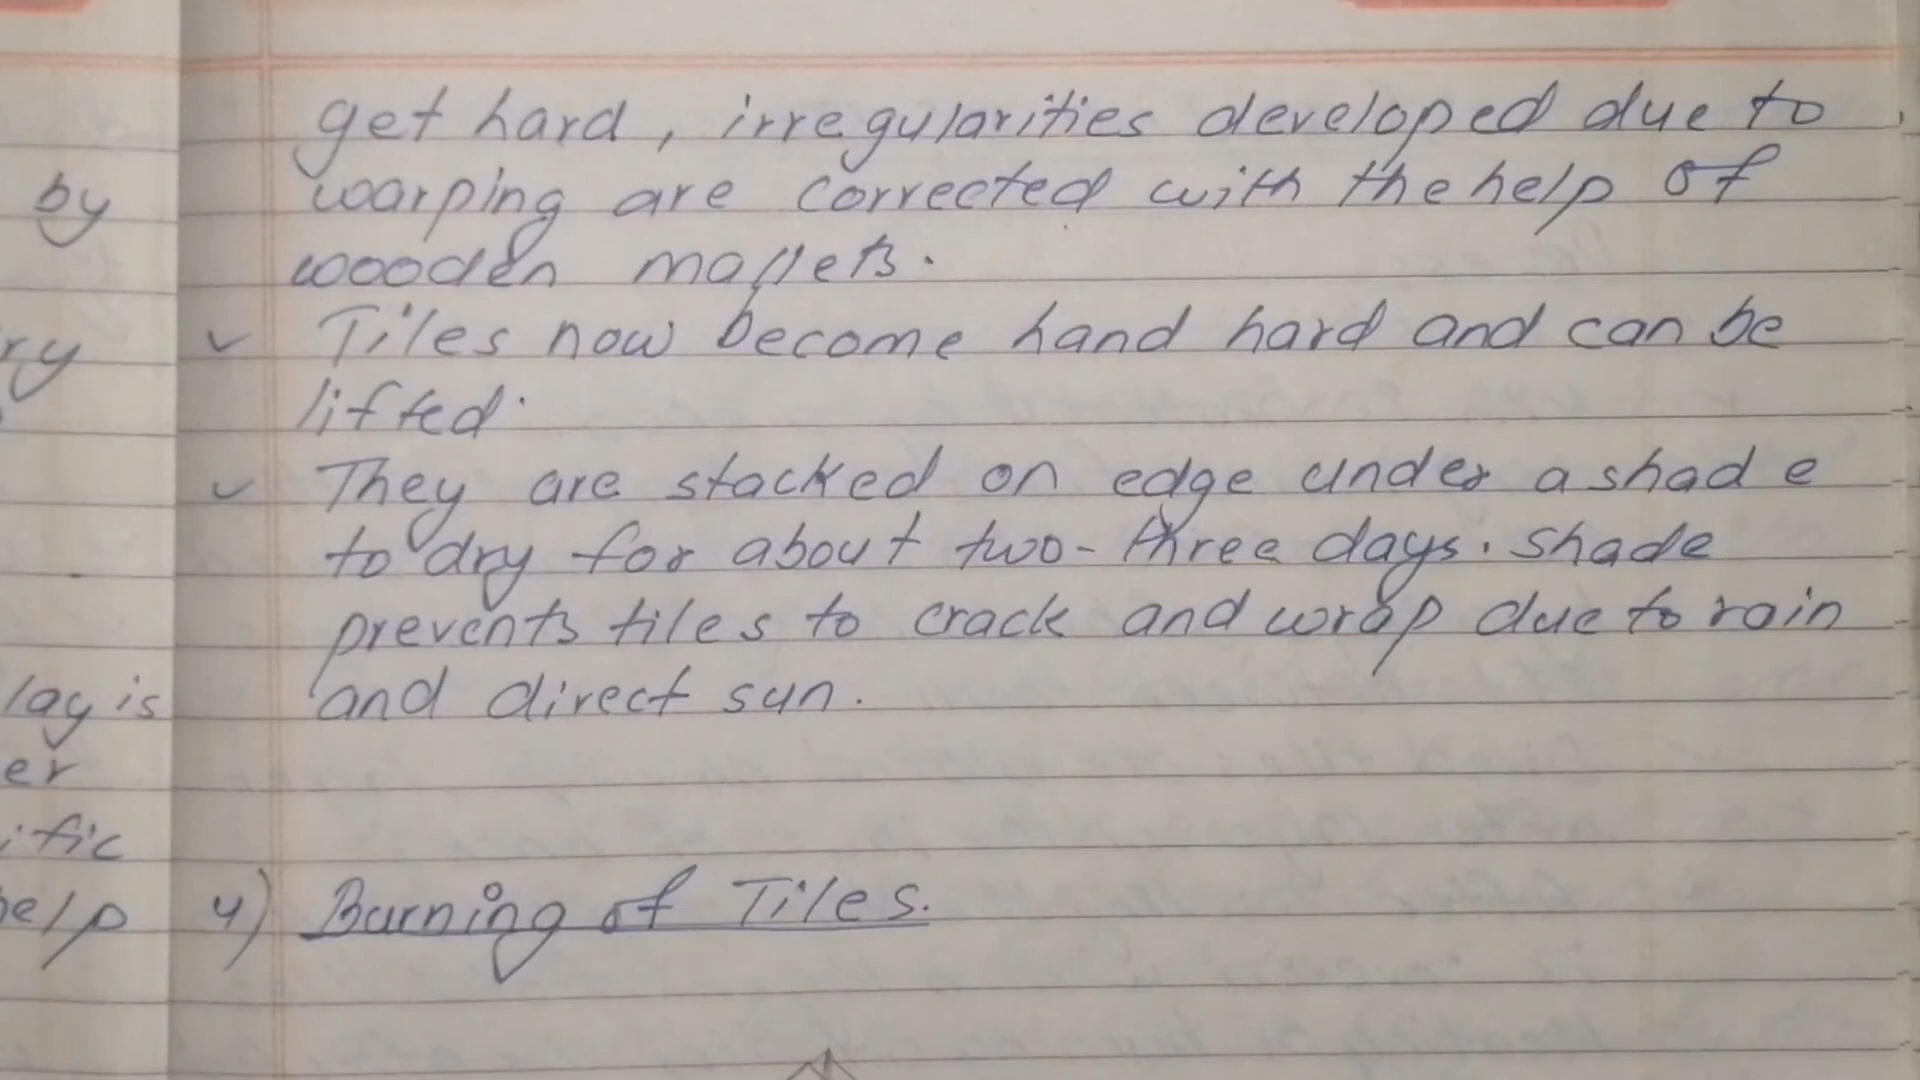 get hard, irregularities developed due to
warping are corrected with the help of
wooden mallets.
✓ Tiles now become hand hard and can be
lifted.
✓ They are stacked on edge under a shade
to dry for about two-three days. shade
prevents tiles to crack and wrap due to rain
and direct sun.
4) Burning of Tiles.
by
ry
lay is
er
ific
help